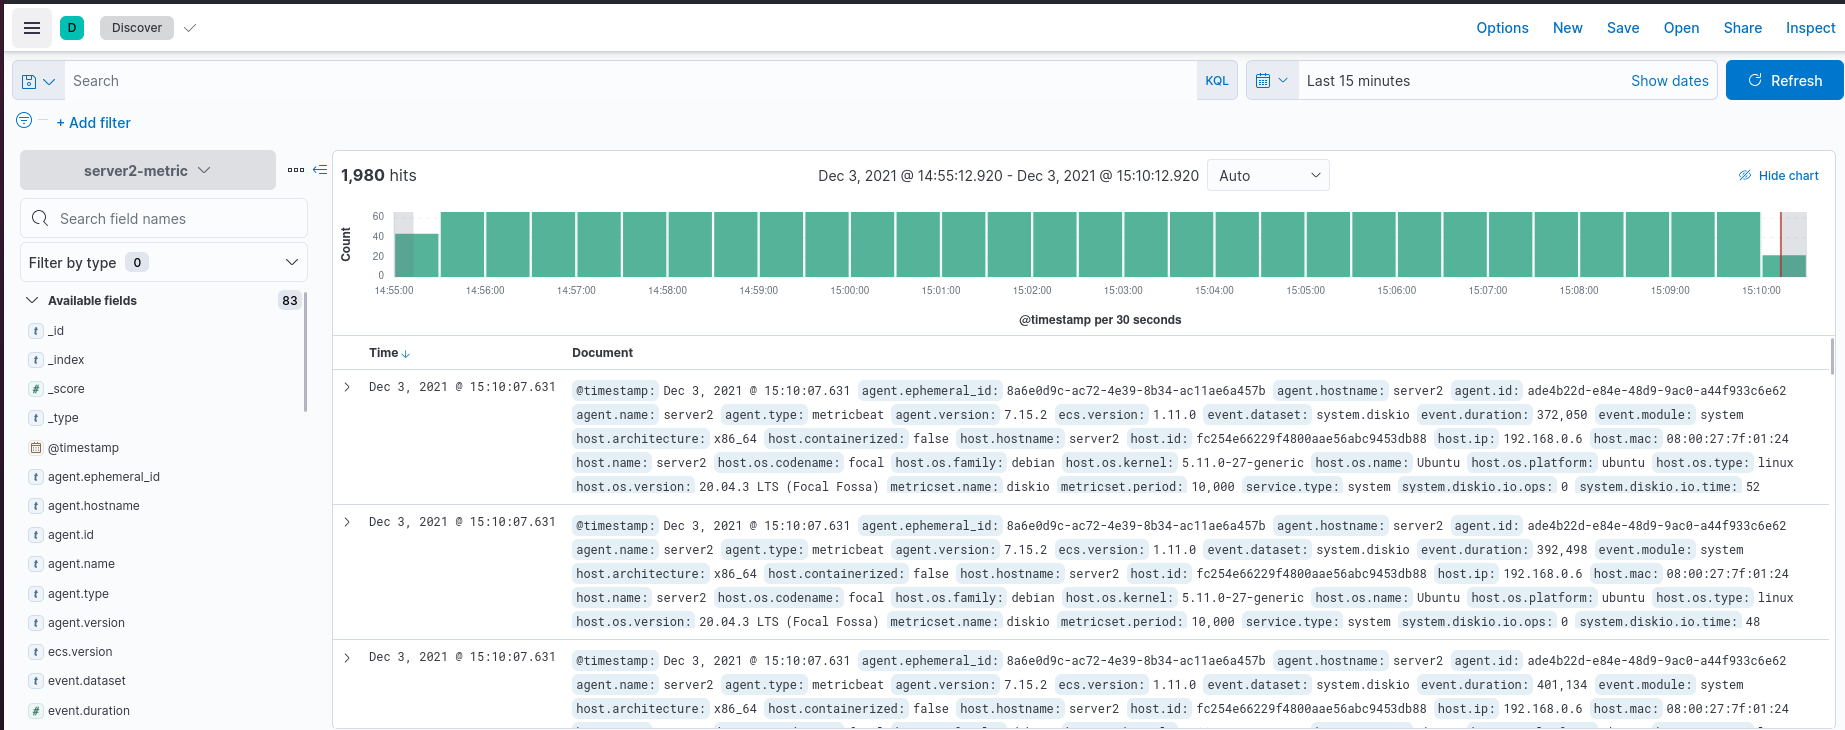 D Discover Options New Save Open Share Inspect
Search KQL Last 15 minutes Show dates Refresh
+ Add filter
server2-metric
Search field names
Filter by type 0
Available fields 83
t _id
t _index
# _score
t _type
@timestamp
t agent.ephemeral_id
t agent.hostname
t agent.id
t agent.name
t agent.type
t agent.version
t ecs.version
t event.dataset
# event.duration
1,980 hits Dec 3, 2021 @ 14:55:12.920 - Dec 3, 2021 @ 15:10:12.920 Auto Hide chart
Count
60
40
20
0
14:55:00 14:56:00 14:57:00 14:58:00 14:59:00 15:00:00 15:01:00 15:02:00 15:03:00 15:04:00 15:05:00 15:06:00 15:07:00 15:08:00 15:09:00 15:10:00
@timestamp per 30 seconds
Time Document
Dec 3, 2021 @ 15:10:07.631 @timestamp: Dec 3, 2021 @ 15:10:07.631 agent.ephemeral_id: 8a6e0d9c-ac72-4e39-8b34-ac11ae6a457b agent.hostname: server2 agent.id: ade4b22d-e84e-48d9-9ac0-a44f933c6e62
agent.name: server2 agent.type: metricbeat agent.version: 7.15.2 ecs.version: 1.11.0 event.dataset: system.diskio event.duration: 372,050 event.module: system
host.architecture: x86_64 host.containerized: false host.hostname: server2 host.id: fc254e66229f4800aae56abc9453db88 host.ip: 192.168.0.6 host.mac: 08:00:27:7f:01:24
host.name: server2 host.os.codename: focal host.os.family: debian host.os.kernel: 5.11.0-27-generic host.os.name: Ubuntu host.os.platform: ubuntu host.os.type: linux
host.os.version: 20.04.3 LTS (Focal Fossa) metricset.name: diskio metricset.period: 10,000 service.type: system system.diskio.io.ops: 0 system.diskio.io.time: 52
Dec 3, 2021 @ 15:10:07.631 @timestamp: Dec 3, 2021 @ 15:10:07.631 agent.ephemeral_id: 8a6e0d9c-ac72-4e39-8b34-ac11ae6a457b agent.hostname: server2 agent.id: ade4b22d-e84e-48d9-9ac0-a44f933c6e62
agent.name: server2 agent.type: metricbeat agent.version: 7.15.2 ecs.version: 1.11.0 event.dataset: system.diskio event.duration: 392,498 event.module: system
host.architecture: x86_64 host.containerized: false host.hostname: server2 host.id: fc254e66229f4800aae56abc9453db88 host.ip: 192.168.0.6 host.mac: 08:00:27:7f:01:24
host.name: server2 host.os.codename: focal host.os.family: debian host.os.kernel: 5.11.0-27-generic host.os.name: Ubuntu host.os.platform: ubuntu host.os.type: linux
host.os.version: 20.04.3 LTS (Focal Fossa) metricset.name: diskio metricset.period: 10,000 service.type: system system.diskio.io.ops: 0 system.diskio.io.time: 48
Dec 3, 2021 @ 15:10:07.631 @timestamp: Dec 3, 2021 @ 15:10:07.631 agent.ephemeral_id: 8a6e0d9c-ac72-4e39-8b34-ac11ae6a457b agent.hostname: server2 agent.id: ade4b22d-e84e-48d9-9ac0-a44f933c6e62
agent.name: server2 agent.type: metricbeat agent.version: 7.15.2 ecs.version: 1.11.0 event.dataset: system.diskio event.duration: 401,134 event.module: system
host.architecture: x86_64 host.containerized: false host.hostname: server2 host.id: fc254e66229f4800aae56abc9453db88 host.ip: 192.168.0.6 host.mac: 08:00:27:7f:01:24